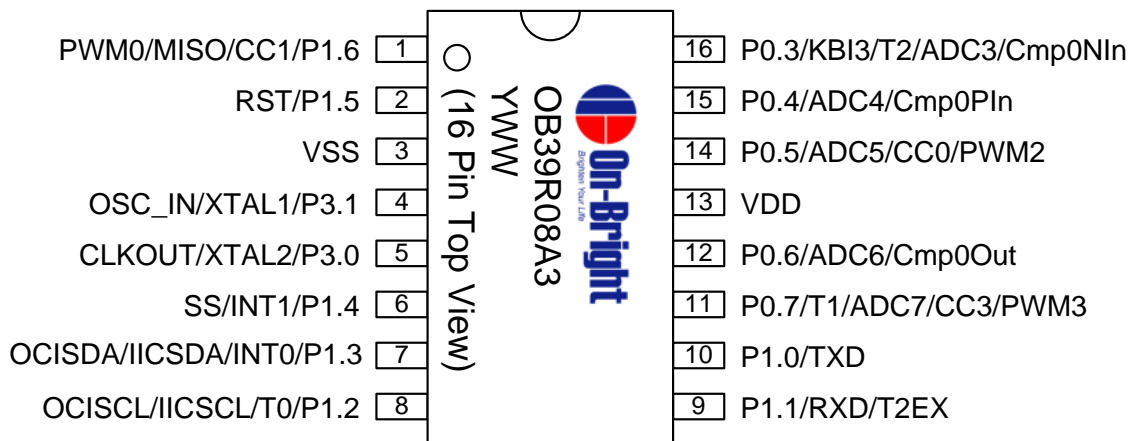 PWM0/MISO/CC1/P1.6 1
RST/P1.5 2
VSS 3
OSC_IN/XTAL1/P3.1 4
CLKOUT/XTAL2/P3.0 5
SS/INT1/P1.4 6
OCISDA/IICSDA/INT0/P1.3 7
OCISCL/IICSCL/T0/P1.2 8
(16 Pin Top View)
YWW
OB39R08A3
On-Bright
Brighten Your Life
16 P0.3/KBI3/T2/ADC3/Cmp0NIn
15 P0.4/ADC4/Cmp0PIn
14 P0.5/ADC5/CC0/PWM2
13 VDD
12 P0.6/ADC6/Cmp0Out
11 P0.7/T1/ADC7/CC3/PWM3
10 P1.0/TXD
9 P1.1/RXD/T2EX